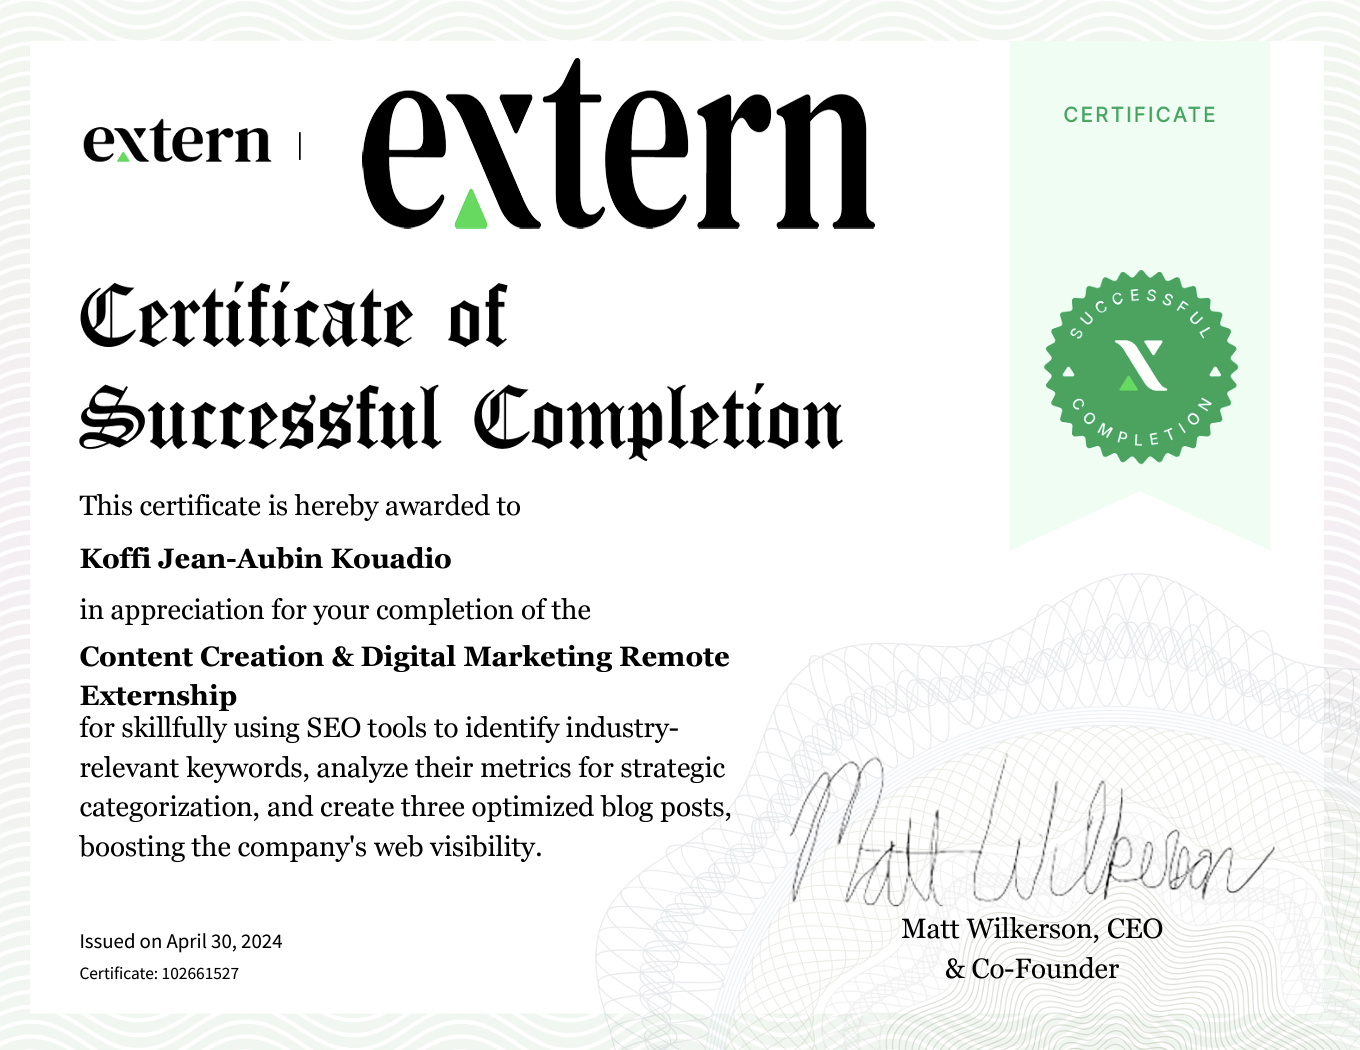 extern | extern
CERTIFICATE
Certificate of
Successful Completion
SUCCESSFUL
X
COMPLETION
This certificate is hereby awarded to
Koffi Jean-Aubin Kouadio
in appreciation for your completion of the
Content Creation & Digital Marketing Remote
Externship
for skillfully using SEO tools to identify industry-
relevant keywords, analyze their metrics for strategic
categorization, and create three optimized blog posts,
boosting the company's web visibility.
Matt Wilkerson
Matt Wilkerson, CEO
& Co-Founder
Issued on April 30, 2024
Certificate: 102661527